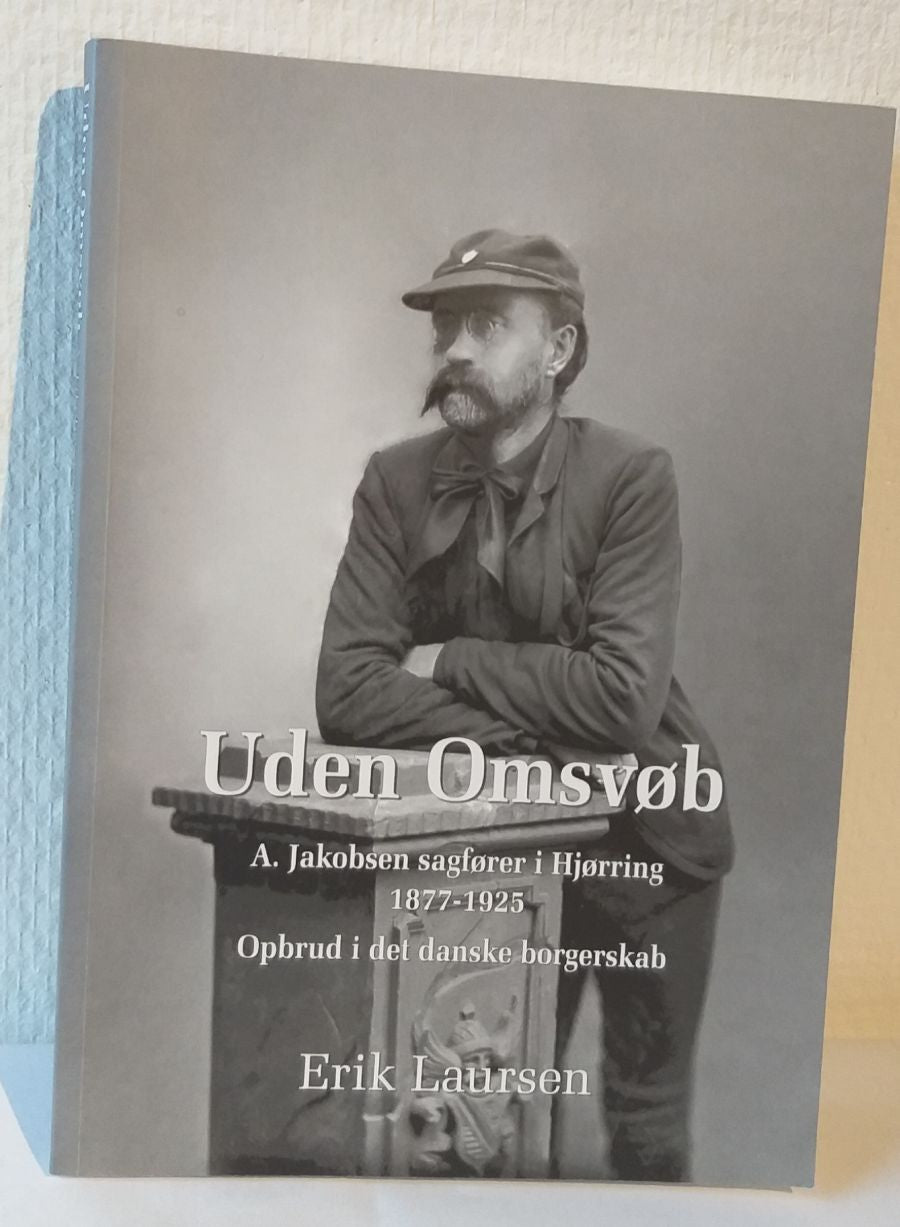 Uden Omsvøb
A. Jakobsen sagfører i Hjørring
1877-1925
Opbrud i det danske borgerskab
Erik Laursen